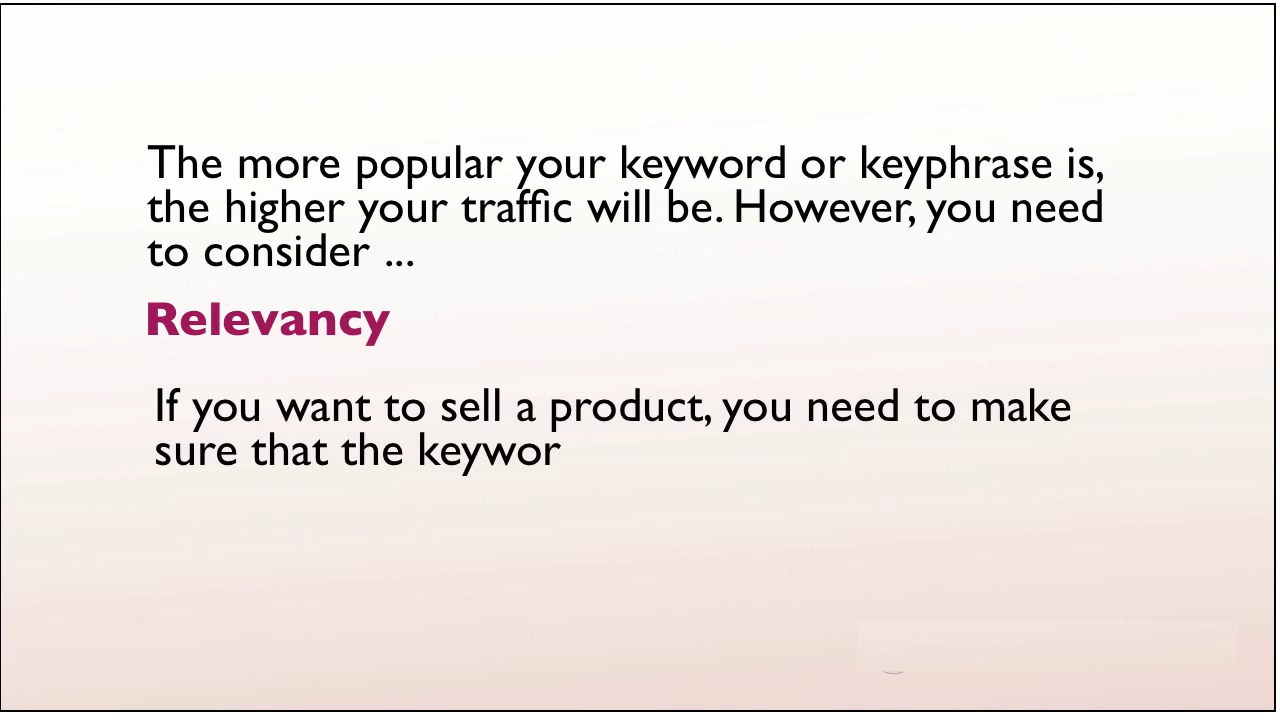 The more popular your keyword or keyphrase is,
the higher your traffic will be. However, you need
to consider ...
Relevancy
If you want to sell a product, you need to make
sure that the keywor